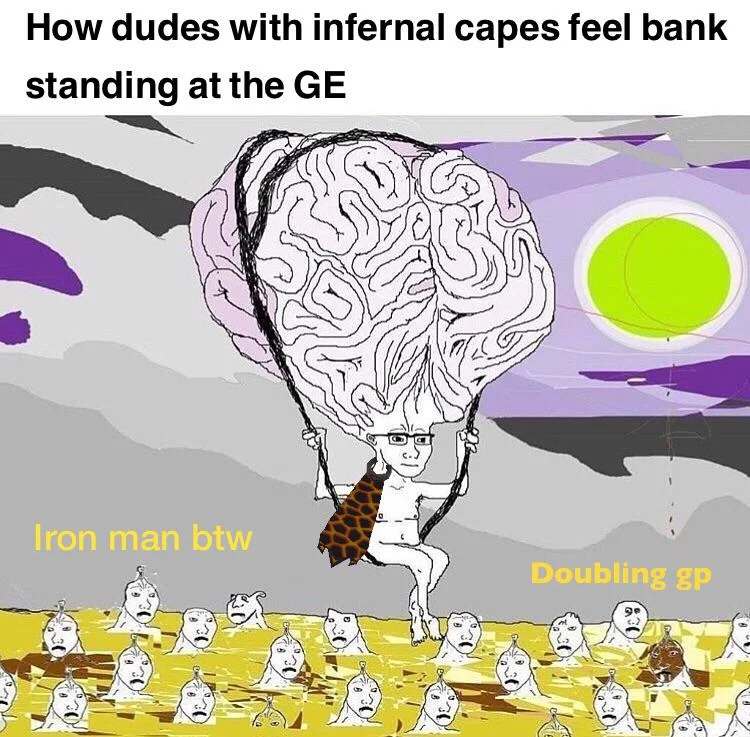 How dudes with infernal capes feel bank
standing at the GE
Iron man btw
Doubling gp